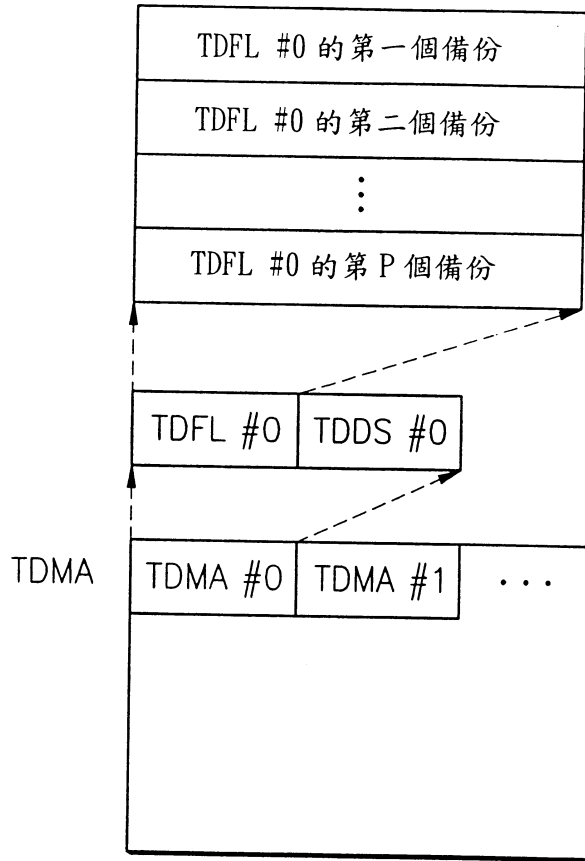 TDFL #0 的第一個備份
TDFL #0 的第二個備份
⋮
TDFL #0 的第 P 個備份
TDFL #0 TDDS #0
TDMA TDMA #0 TDMA #1 ···